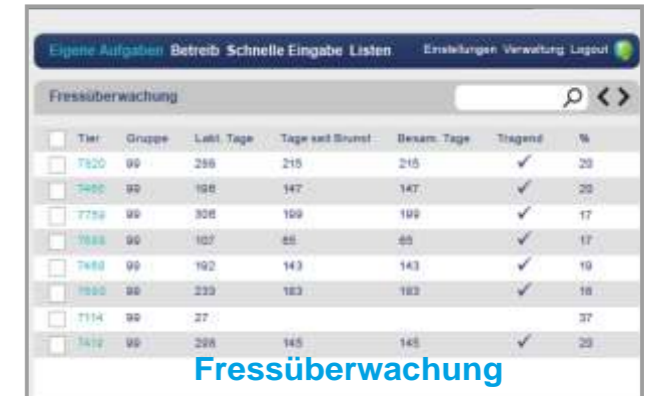 Eigene Aufgaben Betreib Schnelle Eingabe Listen Einstellungen Verwaltung Logout
Fressüberwachung
Tier Gruppe Lakt. Tage Tage seit Brunst Besam. Tage Tragend %
7820 99 286 215 215 ✓ 20
99 198 147 147 ✓ 20
7759 99 306 199 199 ✓ 17
99 107 65 65 ✓ 17
99 192 143 143 ✓ 19
99 233 183 183 ✓ 18
7114 99 27 37
99 298 145 145 ✓ 20
Fressüberwachung